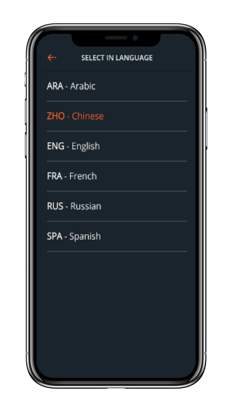 SELECT IN LANGUAGE
ARA - Arabic
ZHO - Chinese
ENG - English
FRA - French
RUS - Russian
SPA - Spanish